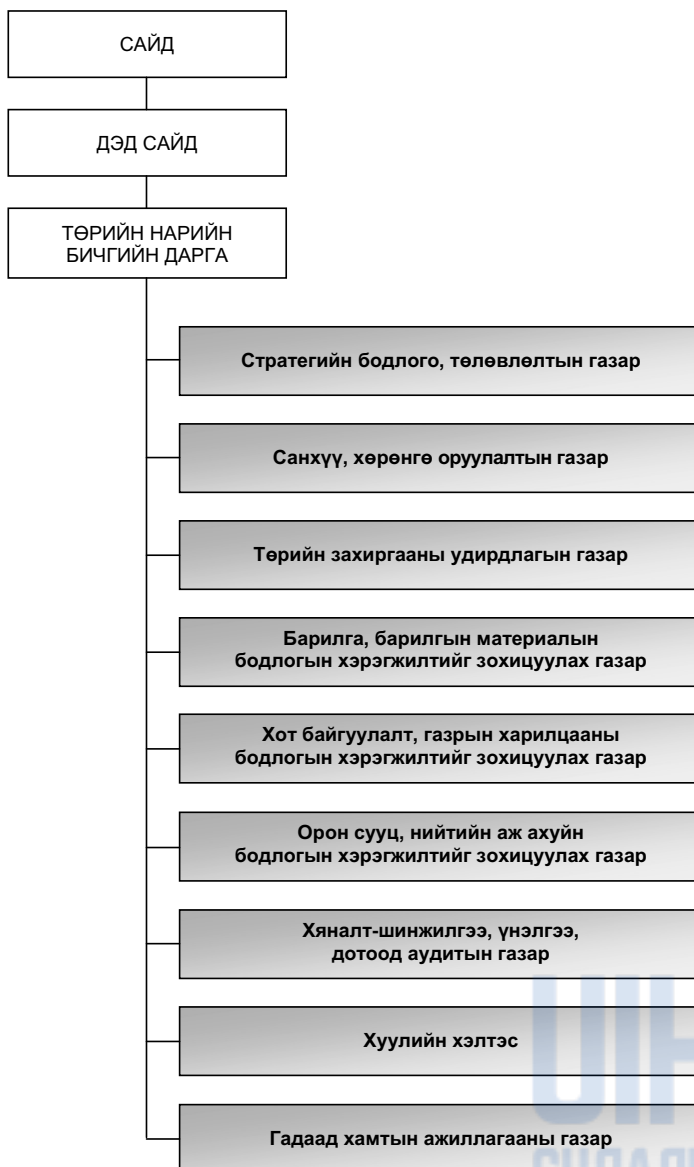 САЙД
ДЭД САЙД
ТӨРИЙН НАРИЙН
БИЧГИЙН ДАРГА
Стратегийн бодлого, төлөвлөлтын газар
Санхүү, хөрөнгө оруулалтын газар
Төрийн захиргааны удирдлагын газар
Барилга, барилгын материалын
бодлогын хэрэгжилтийг зохицуулах газар
Хот байгуулалт, газрын харилцааны
бодлогын хэрэгжилтийг зохицуулах газар
Орон сууц, нийтийн аж ахуйн
бодлогын хэрэгжилтийг зохицуулах газар
Хяналт-шинжилгээ, үнэлгээ,
дотоод аудитын газар
Хуулийн хэлтэс
Гадаад хамтын ажиллагааны газар